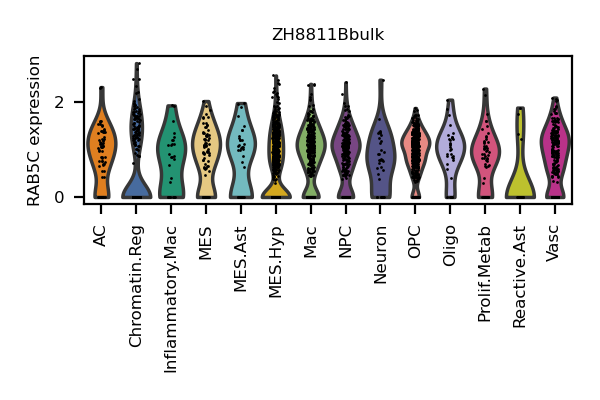 ZH8811Bbulk
RAB5C expression
2
0
AC
Chromatin.Reg
Inflammatory.Mac
MES
MES.Ast
MES.Hyp
Mac
NPC
Neuron
OPC
Oligo
Prolif.Metab
Reactive.Ast
Vasc